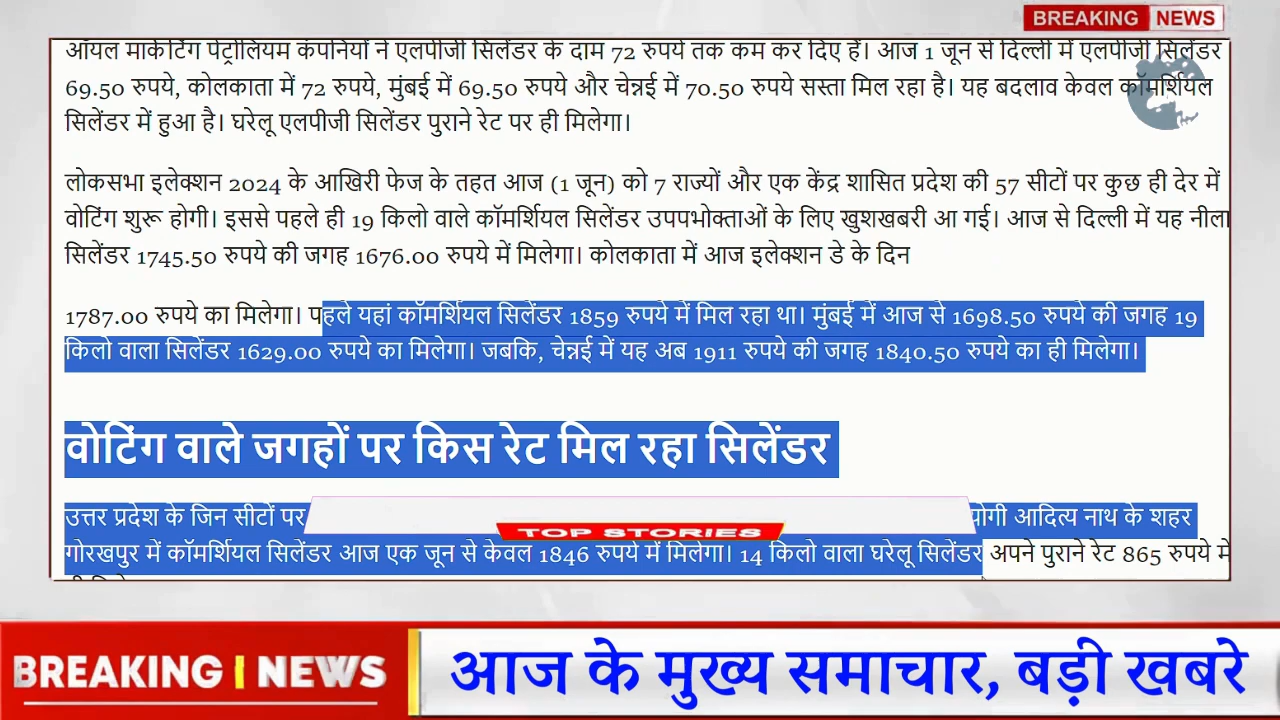 BREAKING NEWS
ऑयल मार्केटिंग पेट्रोलियम कंपनियों ने एलपीजी सिलेंडर के दाम 72 रुपये तक कम कर दिए हैं। आज 1 जून से दिल्ली में एलपीजी सिलेंडर
69.50 रुपये, कोलकाता में 72 रुपये, मुंबई में 69.50 रुपये और चेन्नई में 70.50 रुपये सस्ता मिल रहा है। यह बदलाव केवल कॉमर्शियल
सिलेंडर में हुआ है। घरेलू एलपीजी सिलेंडर पुराने रेट पर ही मिलेगा।
लोकसभा इलेक्शन 2024 के आखिरी फेज के तहत आज (1 जून) को 7 राज्यों और एक केंद्र शासित प्रदेश की 57 सीटों पर कुछ ही देर में
वोटिंग शुरू होगी। इससे पहले ही 19 किलो वाले कॉमर्शियल सिलेंडर उपपभोक्ताओं के लिए खुशखबरी आ गई। आज से दिल्ली में यह नीला
सिलेंडर 1745.50 रुपये की जगह 1676.00 रुपये में मिलेगा। कोलकाता में आज इलेक्शन डे के दिन
1787.00 रुपये का मिलेगा। पहले यहां कॉमर्शियल सिलेंडर 1859 रुपये में मिल रहा था। मुंबई में आज से 1698.50 रुपये की जगह 19
किलो वाला सिलेंडर 1629.00 रुपये का मिलेगा। जबकि, चेन्नई में यह अब 1911 रुपये की जगह 1840.50 रुपये का ही मिलेगा।
वोटिंग वाले जगहों पर किस रेट मिल रहा सिलेंडर
उत्तर प्रदेश के जिन सीटों पर योगी आदित्य नाथ के शहर
TOP STORIES
गोरखपुर में कॉमर्शियल सिलेंडर आज एक जून से केवल 1846 रुपये में मिलेगा। 14 किलो वाला घरेलू सिलेंडर अपने पुराने रेट 865 रुपये में
BREAKING NEWS
आज के मुख्य समाचार, बड़ी खबरे